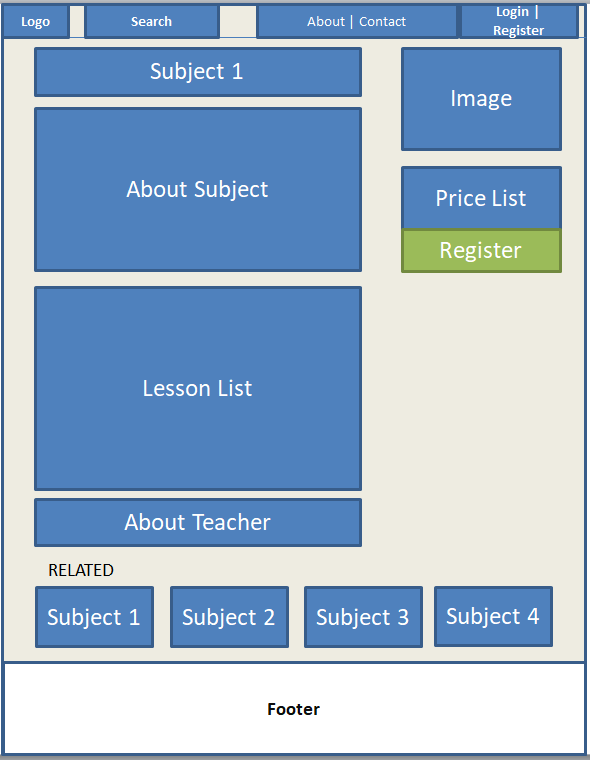 Logo
Search
About | Contact
Login |
Register
Subject 1
Image
About Subject
Price List
Register
Lesson List
About Teacher
RELATED
Subject 1
Subject 2
Subject 3
Subject 4
Footer